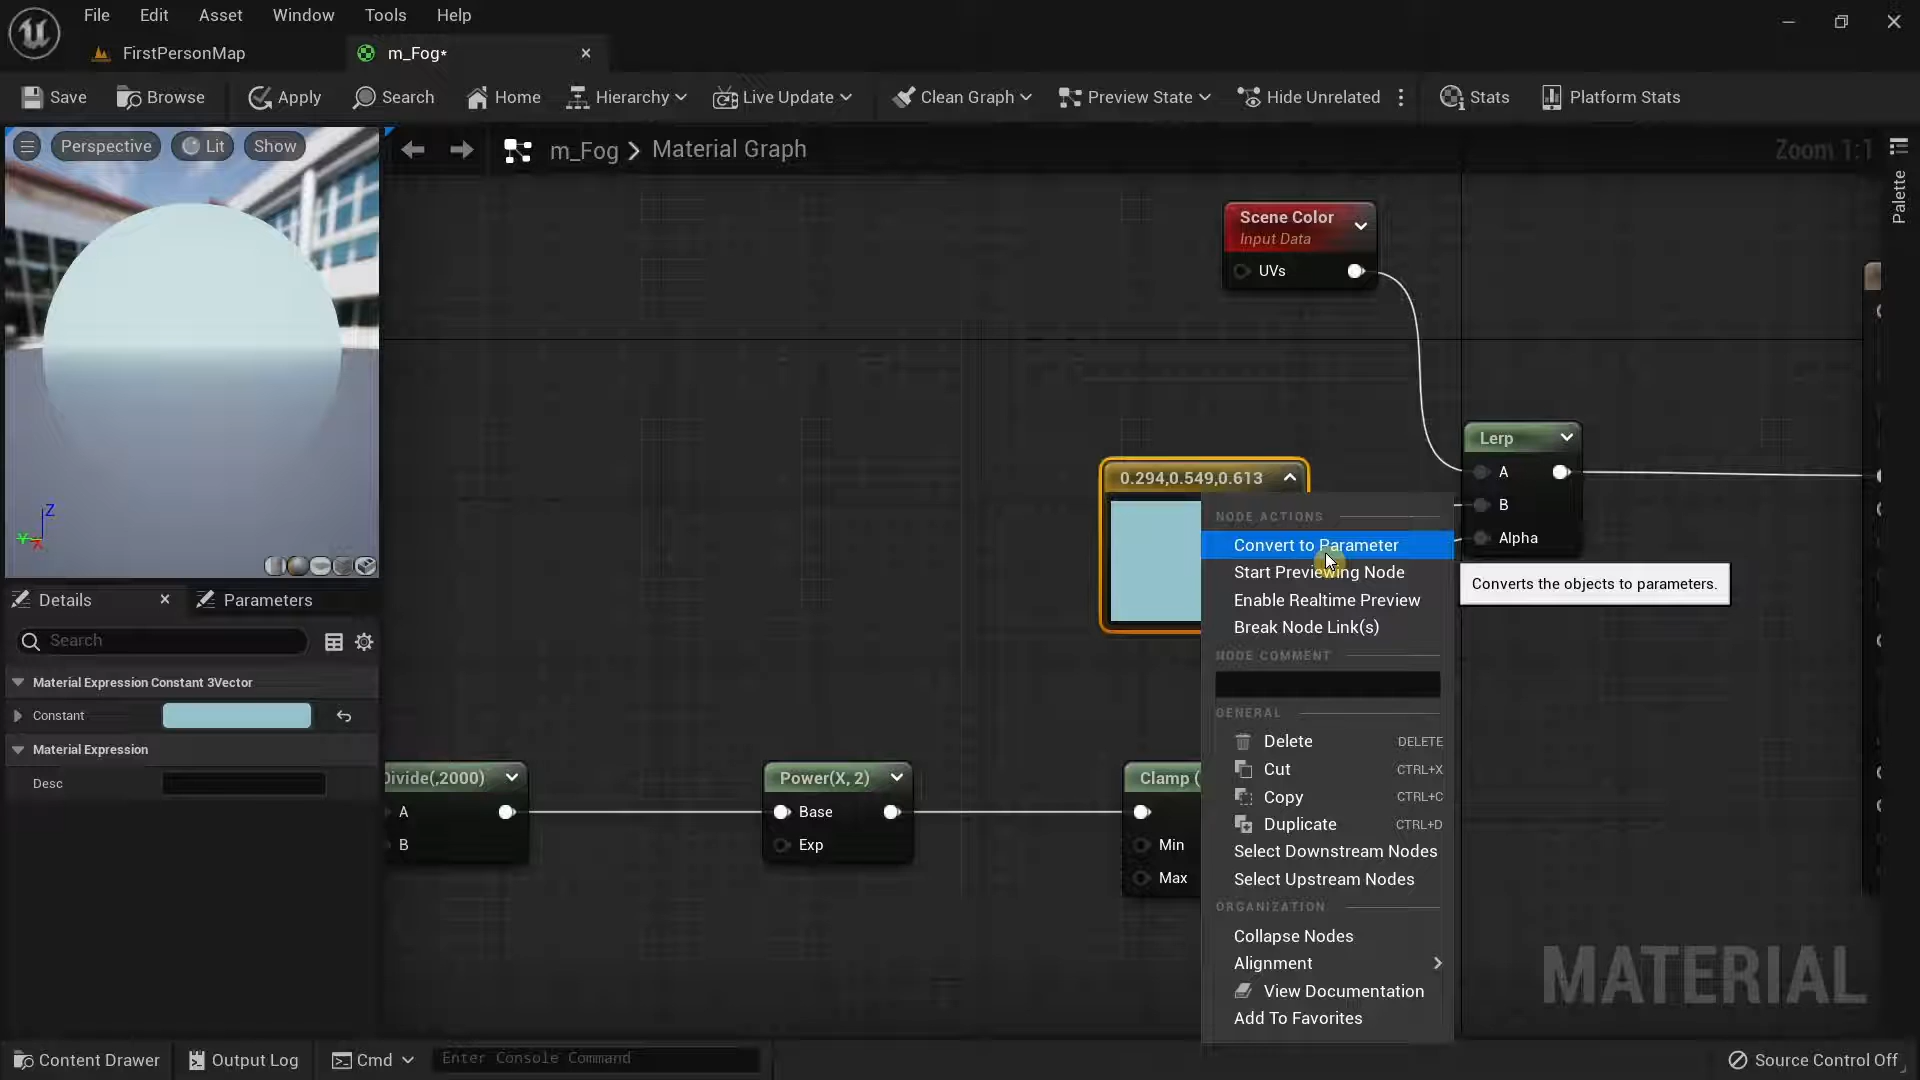 File Edit Asset Window Tools Help
FirstPersonMap m_Fog*
Save Browse Apply Search Home Hierarchy Live Update Clean Graph Preview State Hide Unrelated Stats Platform Stats
Perspective Lit Show
m_Fog > Material Graph
Zoom 1:1
Palette
Scene Color
Input Data
UVs
Lerp
A
B
Alpha
0.294,0.549,0.613
NODE ACTIONS
Convert to Parameter
Start Previewing Node
Enable Realtime Preview
Break Node Link(s)
NODE COMMENT
GENERAL
Delete DELETE
Cut CTRL+X
Copy CTRL+C
Duplicate CTRL+D
Select Downstream Nodes
Select Upstream Nodes
ORGANIZATION
Collapse Nodes
Alignment
View Documentation
Add To Favorites
Converts the objects to parameters.
Z
Y
X
Details Parameters
Search
Material Expression Constant 3Vector
Constant
Material Expression
Desc
Divide(,2000)
A
B
Power(X, 2)
Base
Exp
Clamp (
Min
Max
MATERIAL
Content Drawer Output Log Cmd Enter Console Command Source Control Off